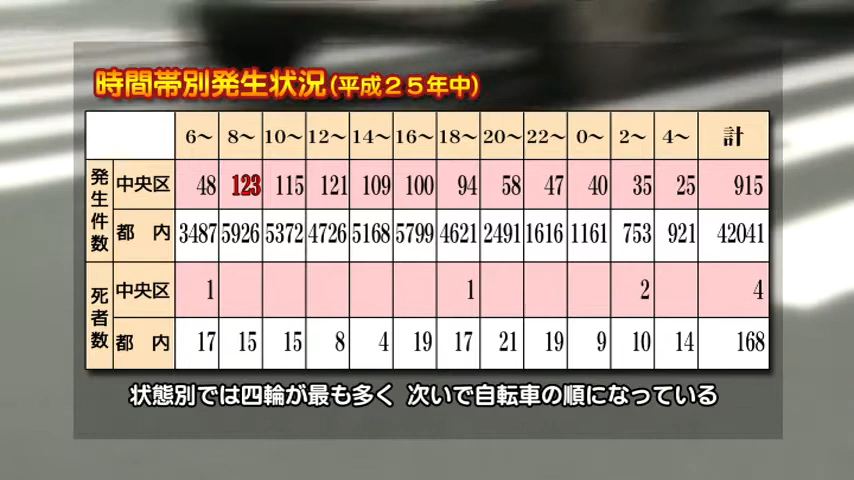 時間帯別発生状況(平成25年中)
6～ 8～ 10～ 12～ 14～ 16～ 18～ 20～ 22～ 0～ 2～ 4～ 計
発生件数
中央区 48 123 115 121 109 100 94 58 47 40 35 25 915
都内 3487 5926 5372 4726 5168 5799 4621 2491 1616 1161 753 921 42041
死者数
中央区 1 1 2 4
都内 17 15 15 8 4 19 17 21 19 9 10 14 168
状態別では四輪が最も多く 次いで自転車の順になっている